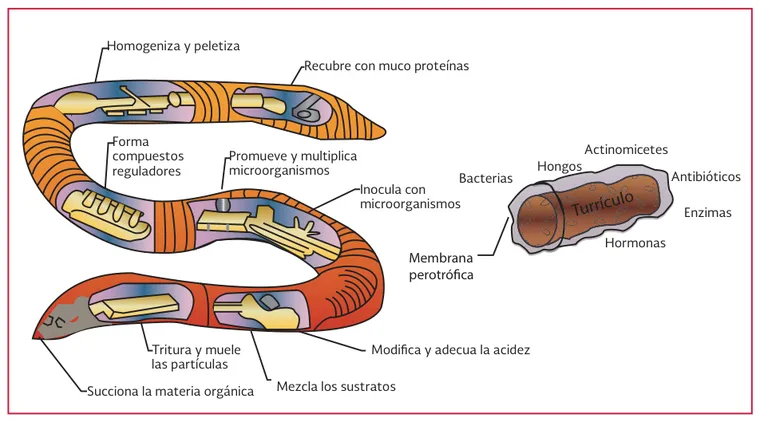 Homogeniza y peletiza
Recubre con muco proteínas
Forma
compuestos
reguladores
Promueve y multiplica
microorganismos
Inocula con
microorganismos
Modifica y adecua la acidez
Mezcla los sustratos
Tritura y muele
las partículas
Succiona la materia orgánica
JC
Bacterias
Hongos
Actinomicetes
Antibióticos
Enzimas
Hormonas
Turrículo
Membrana
perotrófica